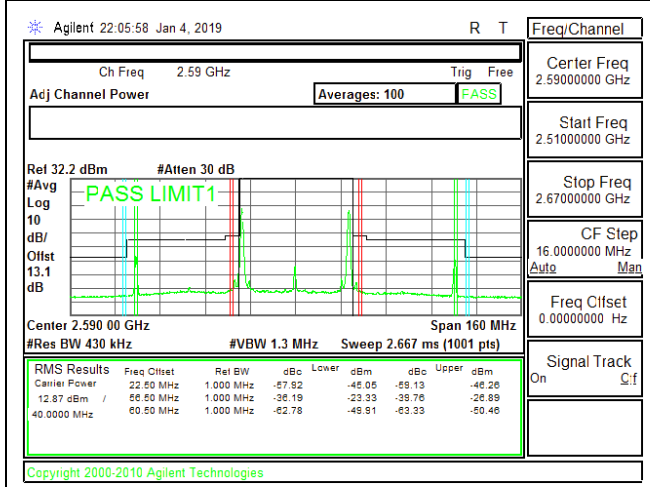 Agilent 22:05:58 Jan 4, 2019 R T
Freq/Channel
Ch Freq 2.59 GHz Trig Free
Adj Channel Power Averages: 100 PASS
Center Freq
2.59000000 GHz
Start Freq
2.51000000 GHz
Stop Freq
2.67000000 GHz
CF Step
16.0000000 MHz
Auto Man
Freq Offset
0.00000000 Hz
Signal Track
On Off
Ref 32.2 dBm #Atten 30 dB
#Avg
Log
10
dB/
Offst
13.1
dB
PASS LIMIT1
Center 2.590 00 GHz Span 160 MHz
#Res BW 430 kHz #VBW 1.3 MHz Sweep 2.667 ms (1001 pts)
RMS Results Freq Offset Ref BW dBc Lower dBm dBc Upper dBm
Carrier Power 22.50 MHz 1.000 MHz -57.92 -45.05 -59.13 -46.26
12.87 dBm / 56.50 MHz 1.000 MHz -36.19 -23.33 -39.76 -26.89
40.0000 MHz 60.50 MHz 1.000 MHz -62.78 -49.91 -63.33 -50.46
Copyright 2000-2010 Agilent Technologies